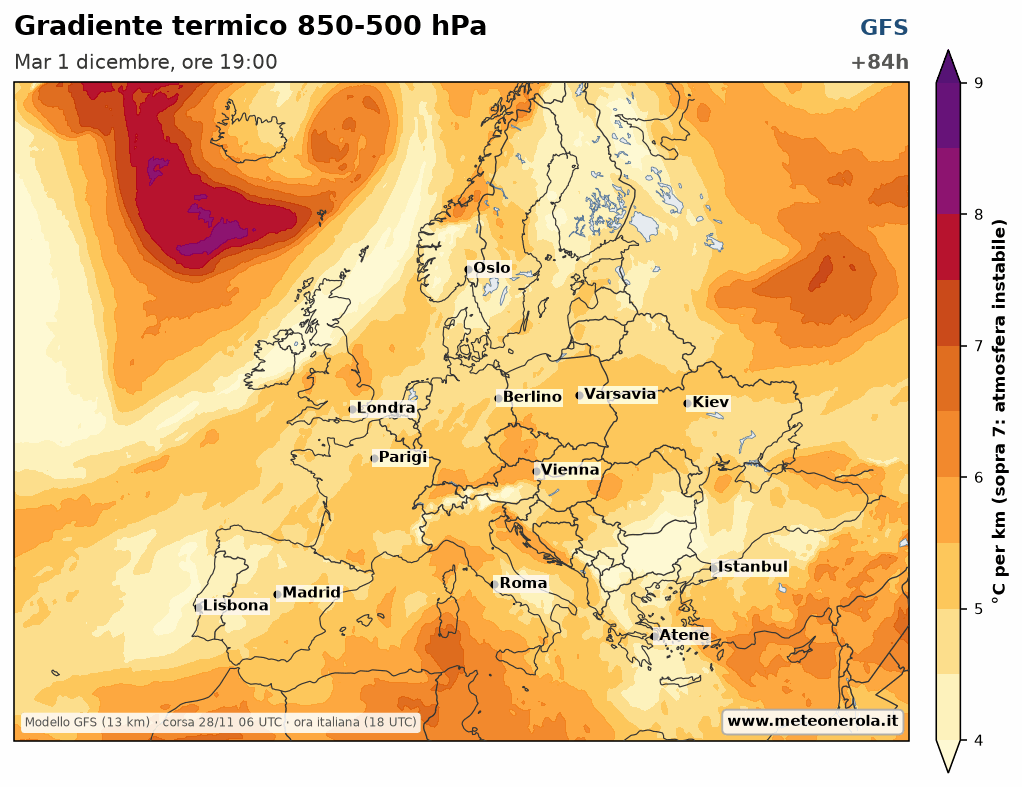 Gradiente termico 850-500 hPa
GFS
Mar 1 dicembre, ore 19:00
+84h
Oslo
Berlino
Varsavia
Kiev
Londra
Parigi
Vienna
Istanbul
Madrid
Roma
Lisbona
Atene
Modello GFS (13 km) · corsa 28/11 06 UTC · ora italiana (18 UTC)
www.meteonerola.it
9
8
7
6
5
4
°C per km (sopra 7: atmosfera instabile)